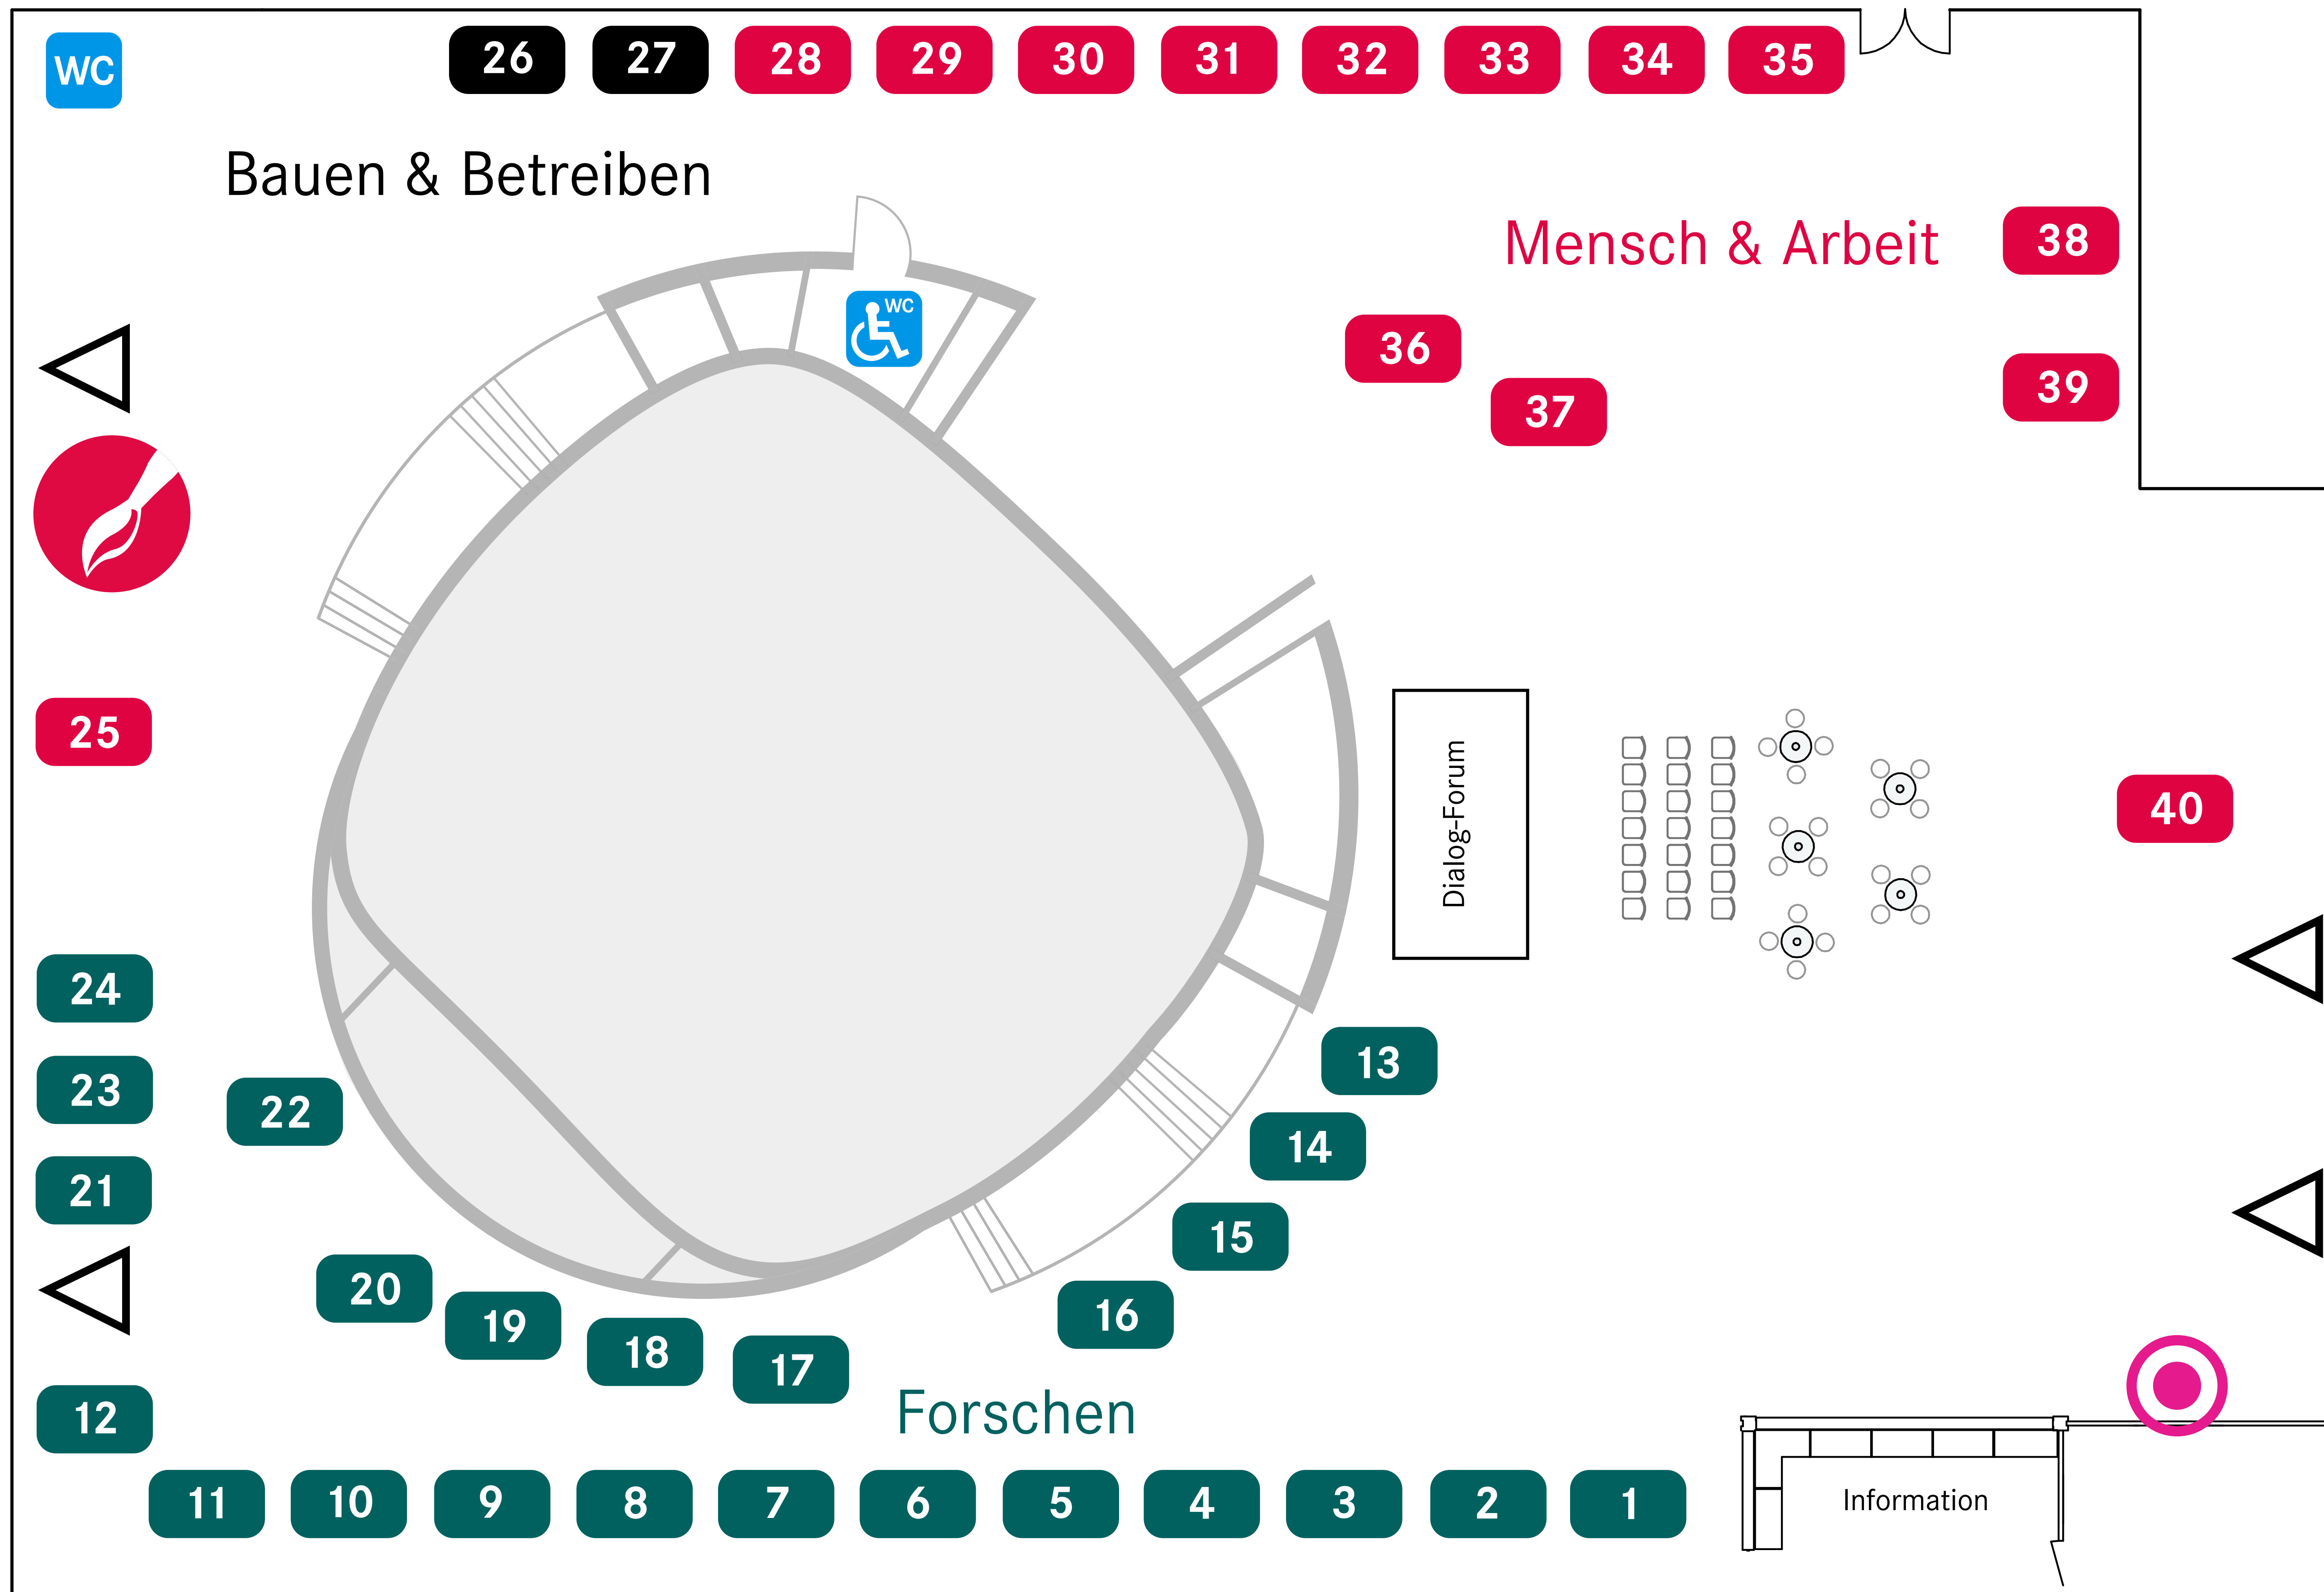 WC
26 27 28 29 30 31 32 33 34 35
Bauen & Betreiben
Mensch & Arbeit
38
WC
36
39
37
25
Dialog-Forum
40
24
13
23
22
14
21
15
20
16
19
18
17
12
Forschen
11 10 9 8 7 6 5 4 3 2 1
Information